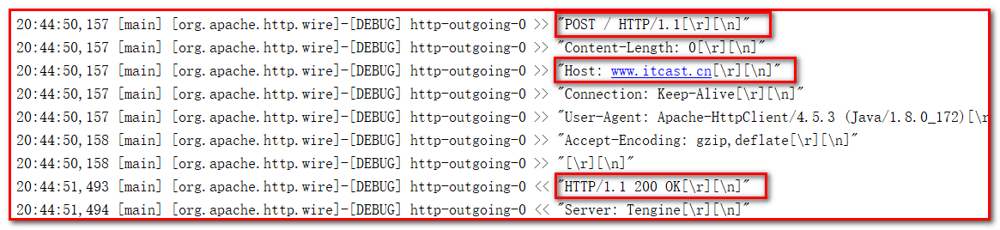 20:44:50,157 [main] [org.apache.http.wire]-[DEBUG] http-outgoing-0 >> "POST / HTTP/1.1[\r][\n]"
20:44:50,157 [main] [org.apache.http.wire]-[DEBUG] http-outgoing-0 >> "Content-Length: 0[\r][\n]"
20:44:50,157 [main] [org.apache.http.wire]-[DEBUG] http-outgoing-0 >> "Host: www.itcast.cn[\r][\n]"
20:44:50,157 [main] [org.apache.http.wire]-[DEBUG] http-outgoing-0 >> "Connection: Keep-Alive[\r][\n]"
20:44:50,157 [main] [org.apache.http.wire]-[DEBUG] http-outgoing-0 >> "User-Agent: Apache-HttpClient/4.5.3 (Java/1.8.0_172)[\r
20:44:50,158 [main] [org.apache.http.wire]-[DEBUG] http-outgoing-0 >> "Accept-Encoding: gzip,deflate[\r][\n]"
20:44:50,158 [main] [org.apache.http.wire]-[DEBUG] http-outgoing-0 >> "[\r][\n]"
20:44:51,493 [main] [org.apache.http.wire]-[DEBUG] http-outgoing-0 << "HTTP/1.1 200 OK[\r][\n]"
20:44:51,494 [main] [org.apache.http.wire]-[DEBUG] http-outgoing-0 << "Server: Tengine[\r][\n]"